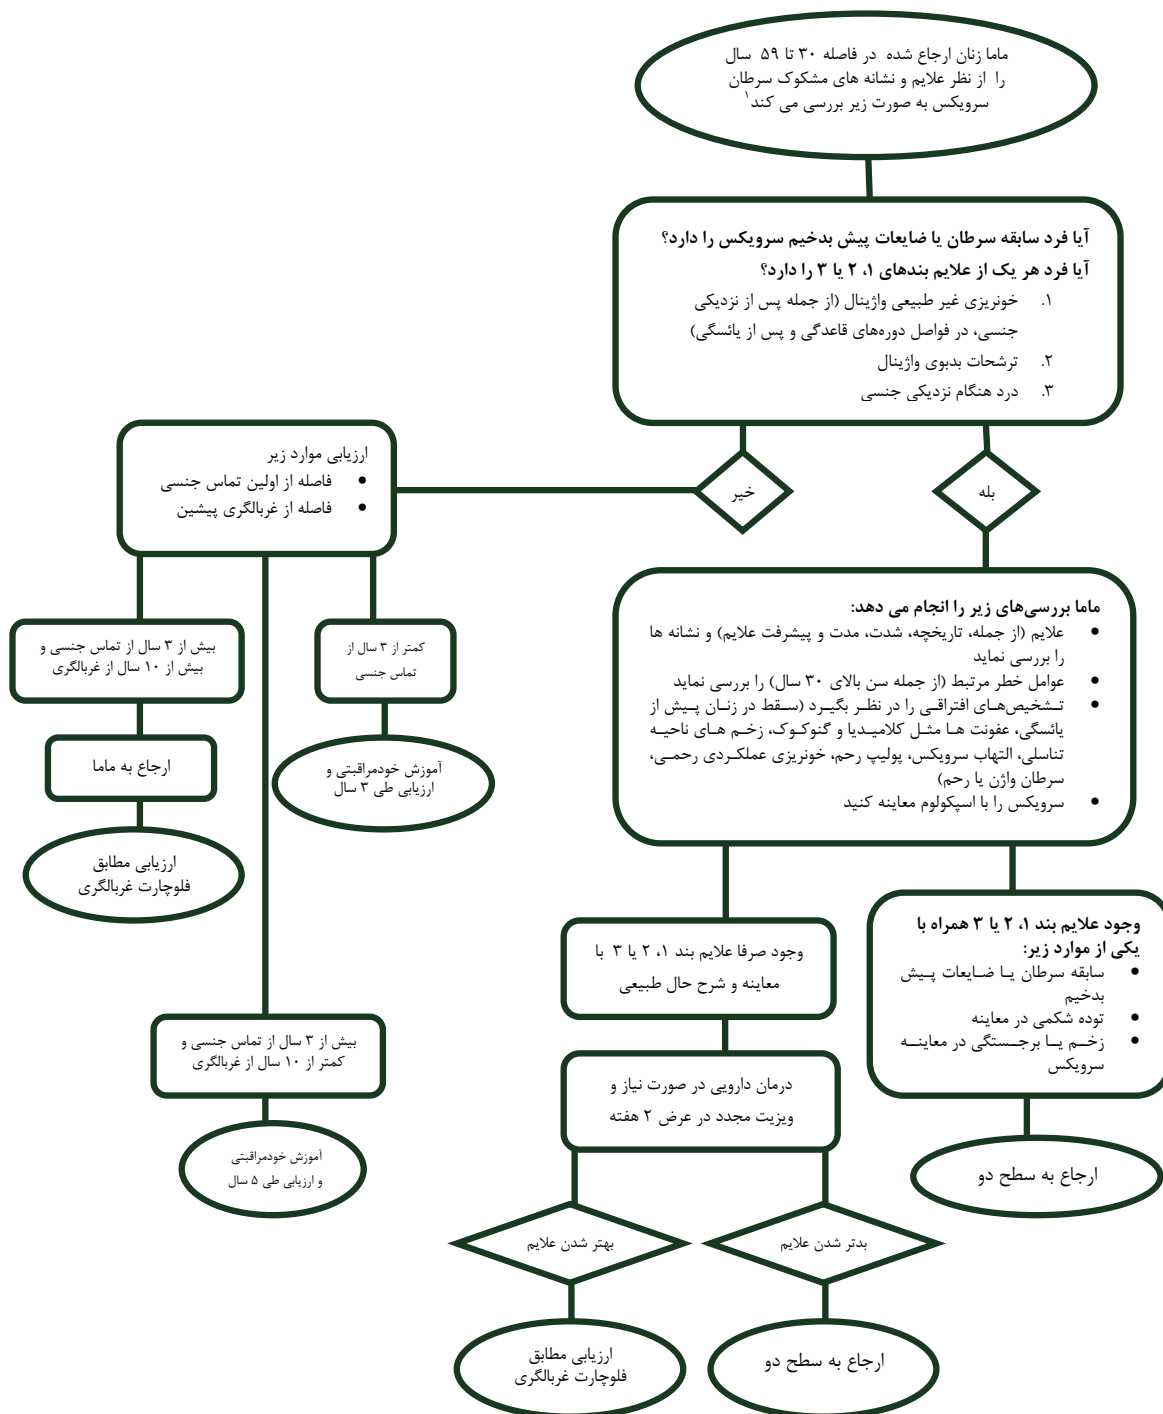 ماما زنان ارجاع شده در فاصله ۳۰ تا ۵۹ سال
را از نظر علایم و نشانه های مشکوک سرطان
سرویکس به صورت زیر بررسی می کند۱
آیا فرد سابقه سرطان یا ضایعات پیش بدخیم سرویکس را دارد؟
آیا فرد هر یک از علایم بندهای ۱، ۲ یا ۳ را دارد؟
۱. خونریزی غیر طبیعی واژینال (از جمله پس از نزدیکی
جنسی، در فواصل دوره‌های قاعدگی و پس از یائسگی)
۲. ترشحات بدبوی واژینال
۳. درد هنگام نزدیکی جنسی
بله
خیر
ارزیابی موارد زیر
• فاصله از اولین تماس جنسی
• فاصله از غربالگری پیشین
کمتر از ۳ سال از
تماس جنسی
آموزش خودمراقبتی و
ارزیابی طی ۳ سال
بیش از ۳ سال از تماس جنسی و
بیش از ۱۰ سال از غربالگری
ارجاع به ماما
ارزیابی مطابق
فلوچارت غربالگری
بیش از ۳ سال از تماس جنسی و
کمتر از ۱۰ سال از غربالگری
آموزش خودمراقبتی
و ارزیابی طی ۵ سال
ماما بررسی‌های زیر را انجام می دهد:
• علایم (از جمله، تاریخچه، شدت، مدت و پیشرفت علایم) و نشانه ها
را بررسی نماید
• عوامل خطر مرتبط (از جمله سن بالای ۳۰ سال) را بررسی نماید
• تشخیص‌های افتراقی را در نظر بگیرد (سقط در زنان پیش از
یائسگی، عفونت ها مثل کلامیدیا و گنوکوک، زخم های ناحیه
تناسلی، التهاب سرویکس، پولیپ رحم، خونریزی عملکردی رحمی،
سرطان واژن یا رحم)
• سرویکس را با اسپکولوم معاینه کنید
وجود علایم بند ۱، ۲ یا ۳ همراه با
یکی از موارد زیر:
• سابقه سرطان یا ضایعات پیش
بدخیم
• توده شکمی در معاینه
• زخم یا برجستگی در معاینه
سرویکس
ارجاع به سطح دو
وجود صرفا علایم بند ۱، ۲ یا ۳ با
معاینه و شرح حال طبیعی
درمان دارویی در صورت نیاز و
ویزیت مجدد در عرض ۲ هفته
بدتر شدن علایم
ارجاع به سطح دو
بهتر شدن علایم
ارزیابی مطابق
فلوچارت غربالگری